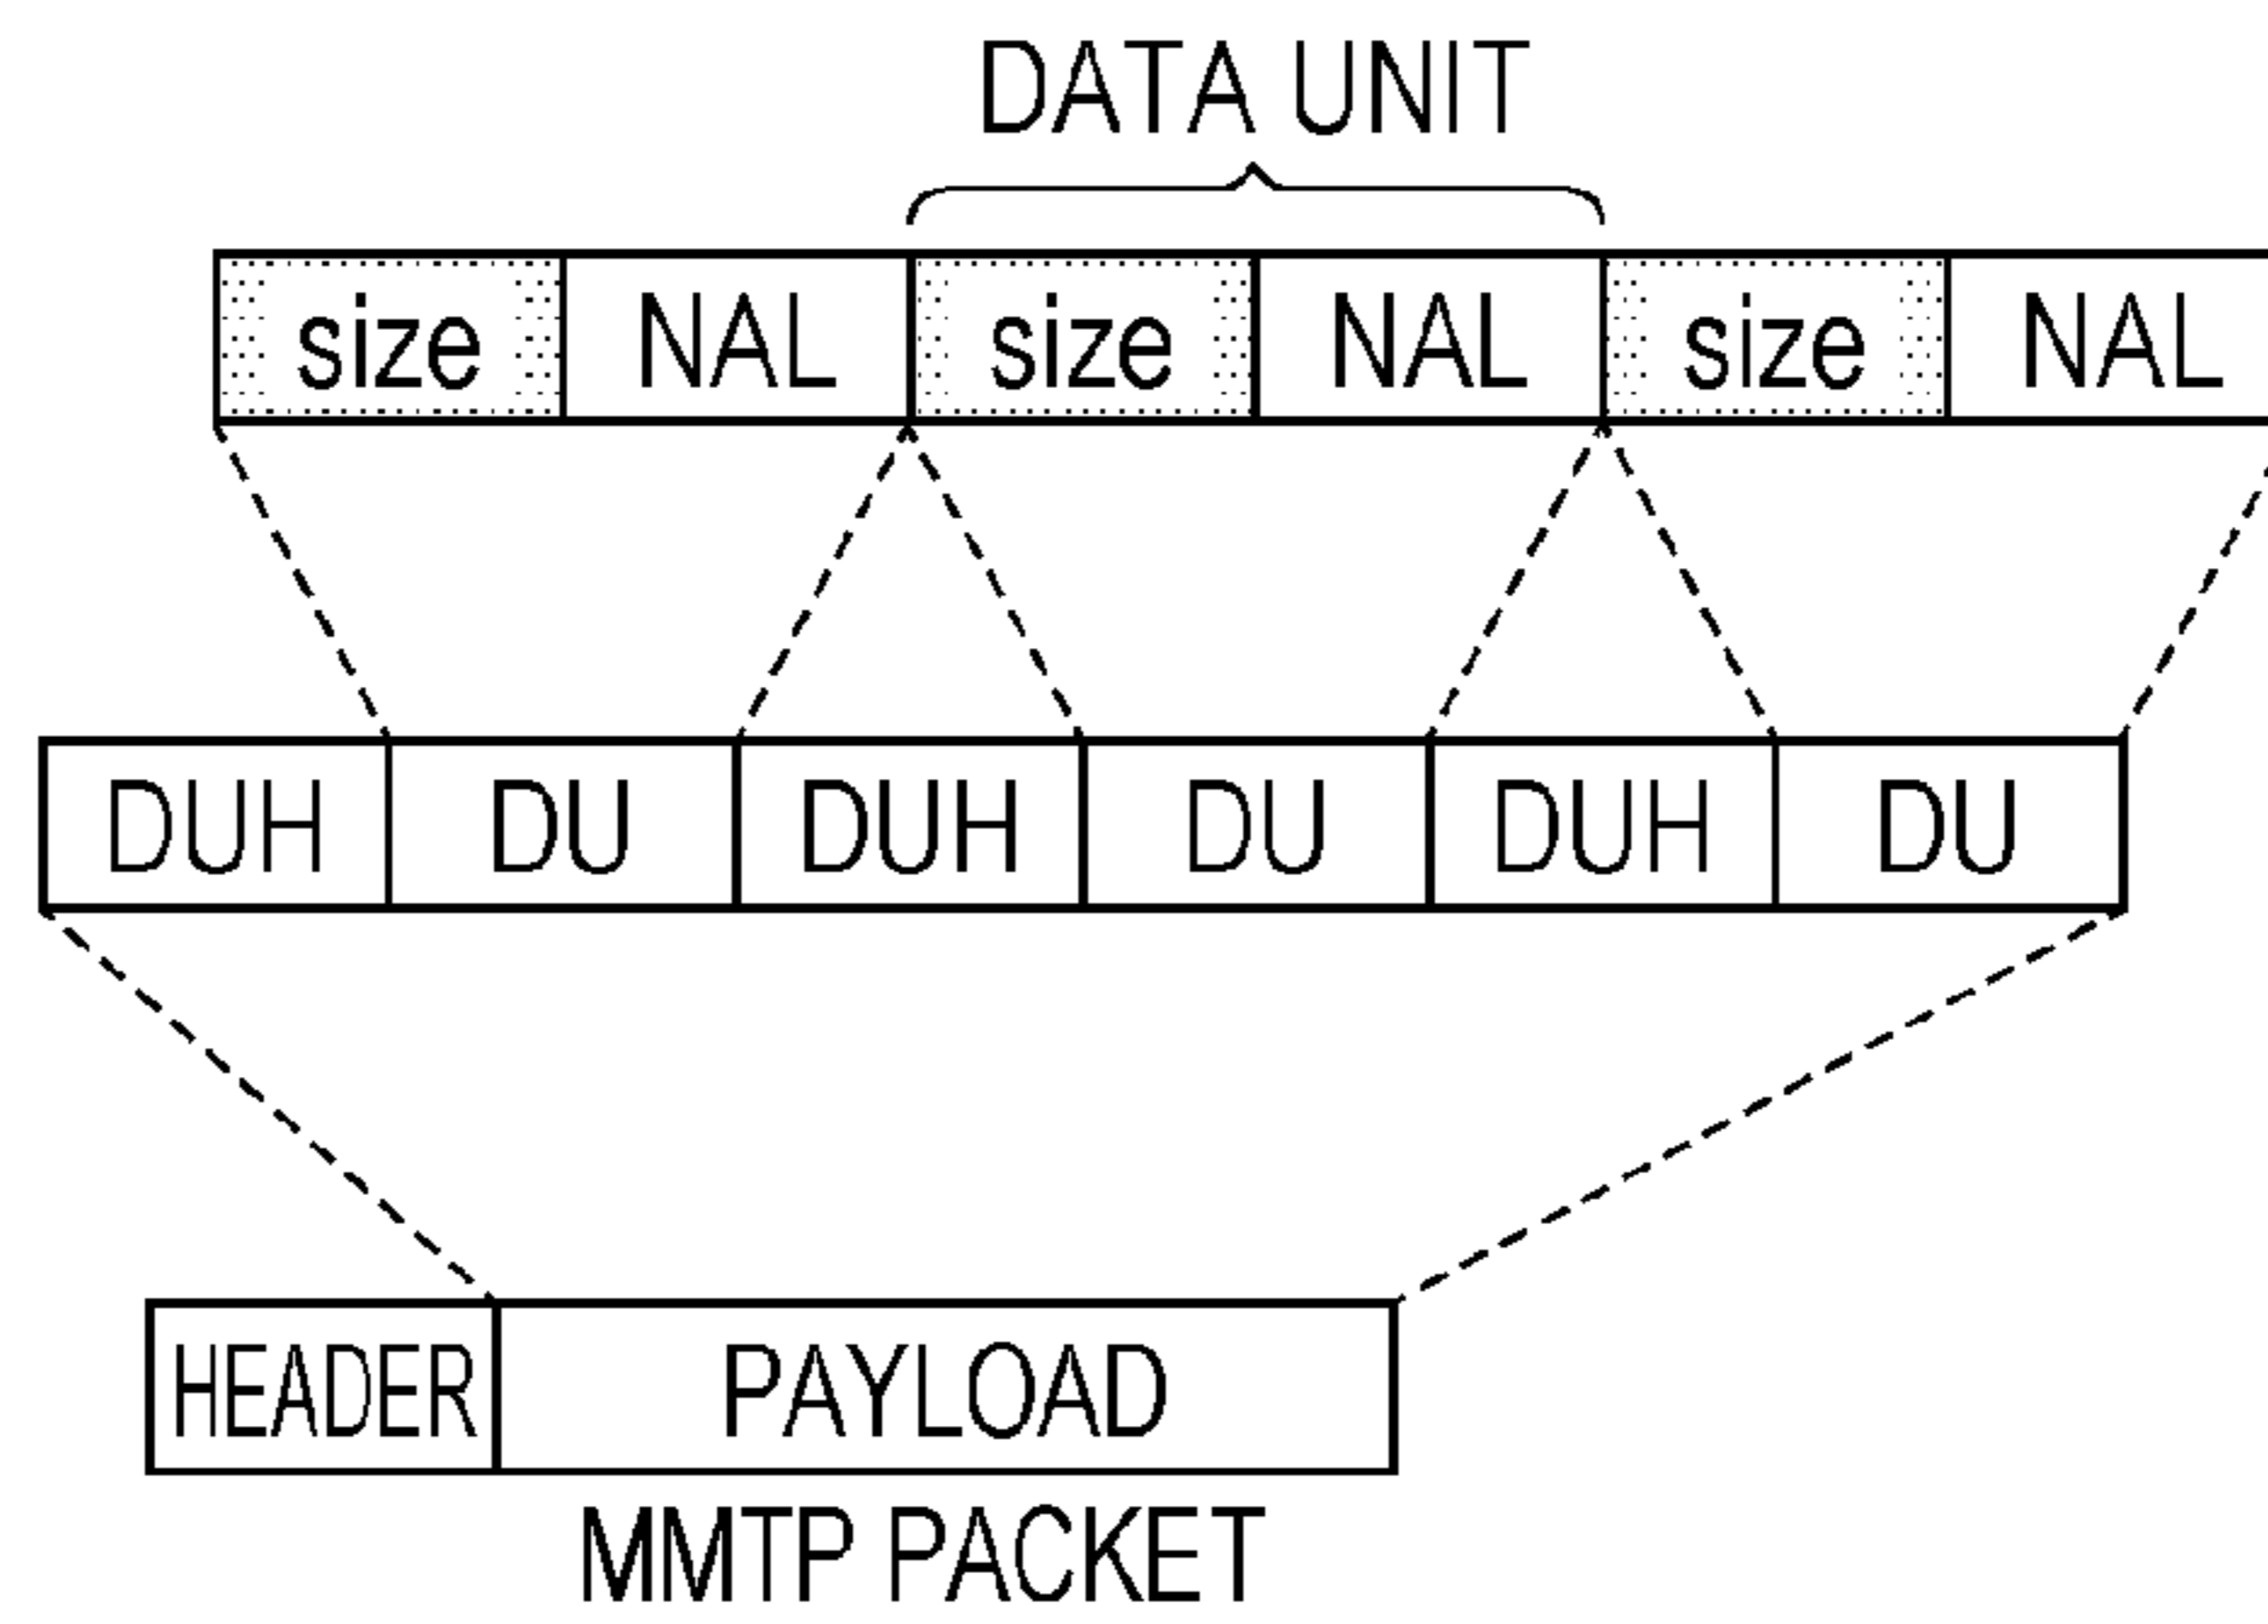 DATA UNIT
size NAL size NAL size NAL
DUH DU DUH DU DUH DU
HEADER PAYLOAD
MMTP PACKET